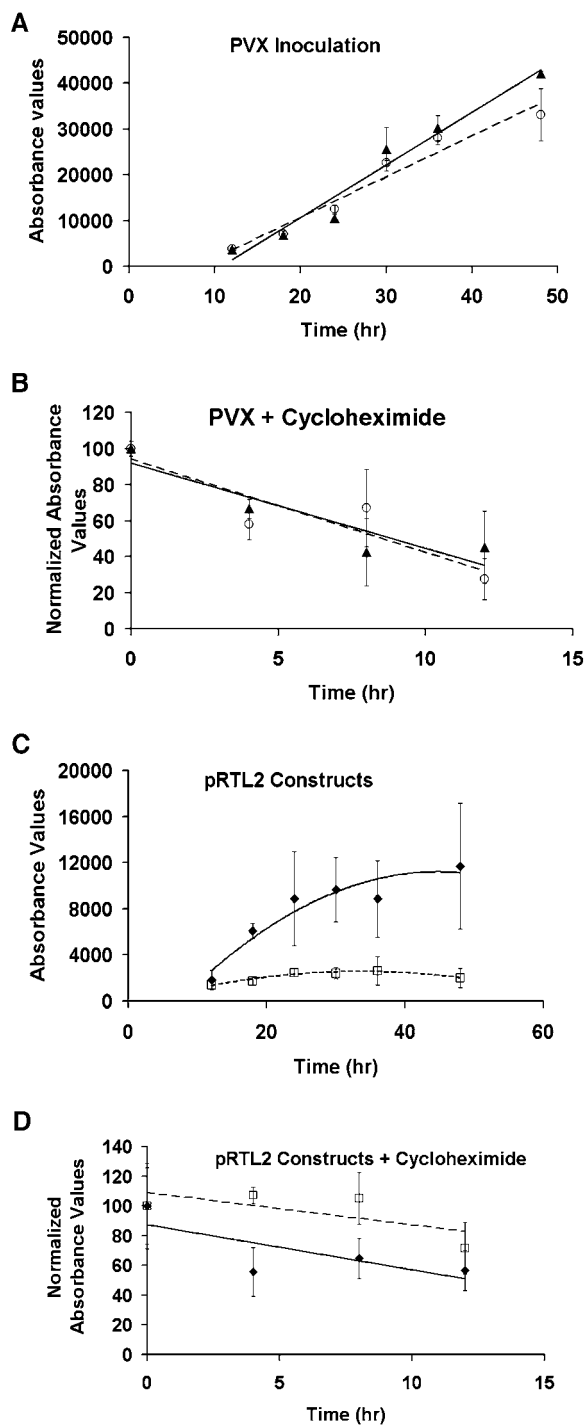 A
PVX Inoculation
Absorbance values
50000
40000
30000
20000
10000
0
0 10 20 30 40 50
Time (hr)
B
PVX + Cycloheximide
Normalized Absorbance
Values
120
100
80
60
40
20
0
0 5 10 15
Time (hr)
C
pRTL2 Constructs
Absorbance Values
20000
16000
12000
8000
4000
0
0 20 40 60
Time (hr)
D
pRTL2 Constructs + Cycloheximide
Normalized
Absorbance Values
140
120
100
80
60
40
20
0
0 5 10 15
Time (hr)